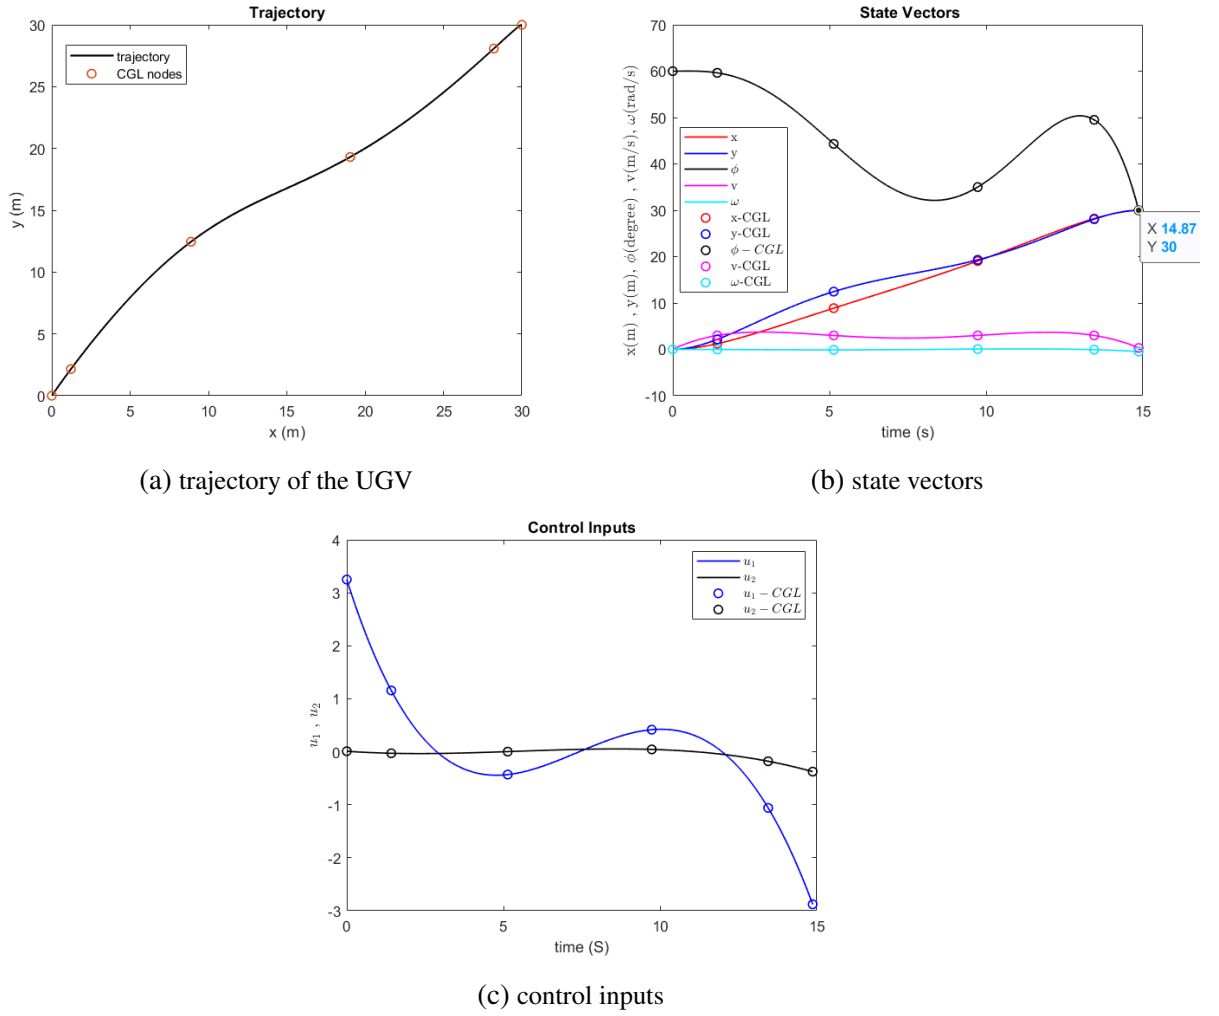 Trajectory
30
25
20
15
10
5
0
0 5 10 15 20 25 30
y (m)
x (m)
trajectory
CGL nodes
(a) trajectory of the UGV
State Vectors
70
60
50
40
30
20
10
0
-10
0 5 10 15
x(m) , y(m), ϕ(degree) , v(m/s), ω(rad/s)
time (s)
x
y
ϕ
v
ω
x-CGL
y-CGL
ϕ − CGL
v-CGL
ω-CGL
X 14.87
Y 30
(b) state vectors
Control Inputs
4
3
2
1
0
-1
-2
-3
0 5 10 15
u₁ , u₂
time (S)
u₁
u₂
u₁ − CGL
u₂ − CGL
(c) control inputs